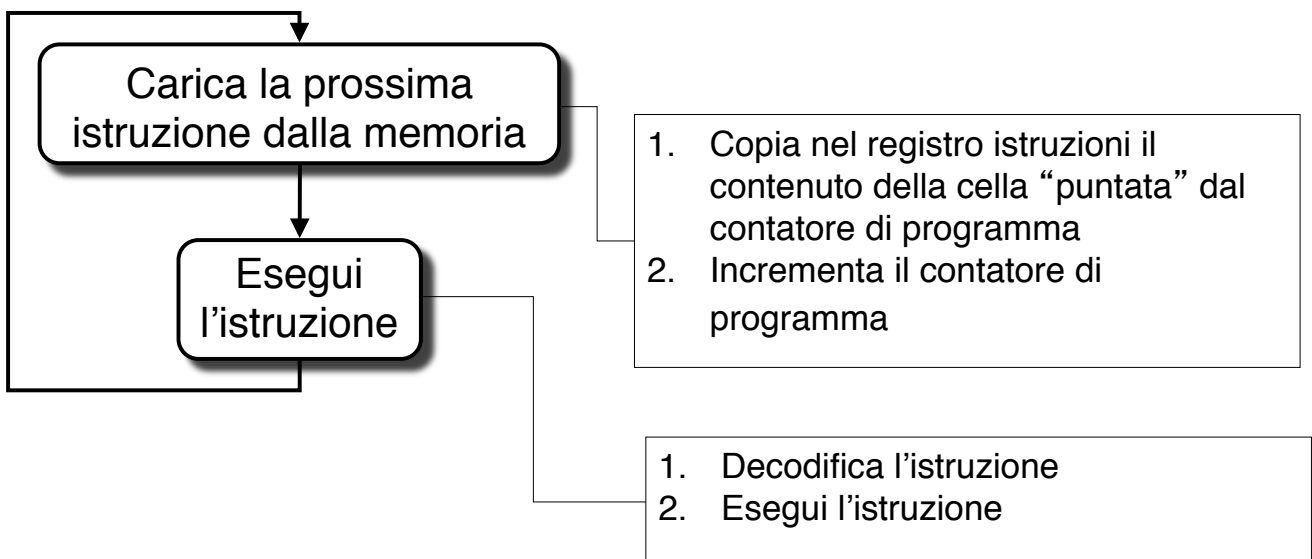 Carica la prossima
istruzione dalla memoria
1. Copia nel registro istruzioni il
contenuto della cella “puntata” dal
contatore di programma
2. Incrementa il contatore di
programma
Esegui
l’istruzione
1. Decodifica l’istruzione
2. Esegui l’istruzione